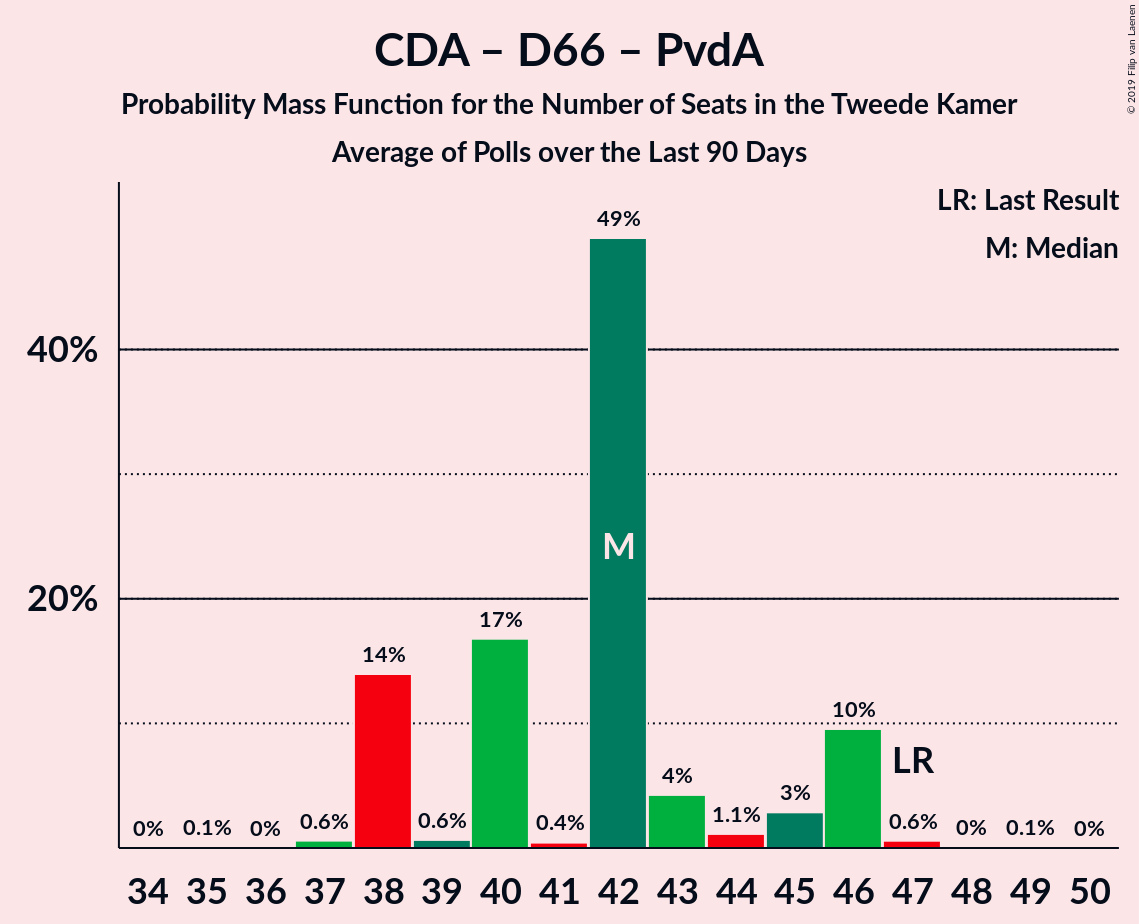 CDA – D66 – PvdA
Probability Mass Function for the Number of Seats in the Tweede Kamer
Average of Polls over the Last 90 Days
© 2019 Filip van Laenen
LR: Last Result
M: Median
49%
40%
M
20%
17%
14%
10%
LR
4%
3%
1.1%
0% 0.1% 0% 0.6% 0.6% 0.4% 0.6% 0% 0.1% 0%
34 35 36 37 38 39 40 41 42 43 44 45 46 47 48 49 50